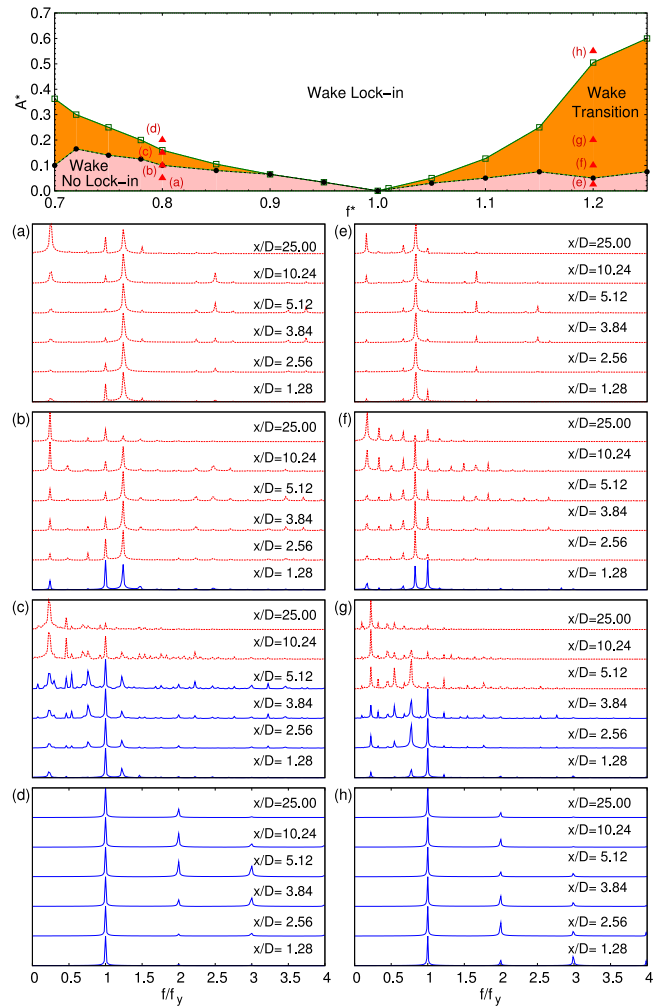 0.7
0.6
0.5
0.4
0.3
0.2
0.1
0.0
A*
Wake Lock-in
Wake
Transition
Wake
No Lock-in
(d)
(c)
(b)
(a)
(h)
(g)
(f)
(e)
0.7 0.8 0.9 1.0 1.1 1.2
f*
(a)
x/D= 25.00
x/D=10.24
x/D= 5.12
x/D= 3.84
x/D= 2.56
x/D= 1.28
(e)
x/D= 25.00
x/D=10.24
x/D= 5.12
x/D= 3.84
x/D= 2.56
x/D= 1.28
(b)
x/D= 25.00
x/D=10.24
x/D= 5.12
x/D= 3.84
x/D= 2.56
x/D= 1.28
(f)
x/D= 25.00
x/D=10.24
x/D= 5.12
x/D= 3.84
x/D= 2.56
x/D= 1.28
(c)
x/D= 25.00
x/D= 10.24
x/D= 5.12
x/D= 3.84
x/D= 2.56
x/D= 1.28
(g)
x/D= 25.00
x/D= 10.24
x/D= 5.12
x/D= 3.84
x/D= 2.56
x/D= 1.28
(d)
x/D= 25.00
x/D= 10.24
x/D= 5.12
x/D= 3.84
x/D= 2.56
x/D= 1.28
0 0.5 1 1.5 2 2.5 3 3.5 4
f/fy
(h)
x/D= 25.00
x/D= 10.24
x/D= 5.12
x/D= 3.84
x/D= 2.56
x/D= 1.28
0 0.5 1 1.5 2 2.5 3 3.5 4
f/fy